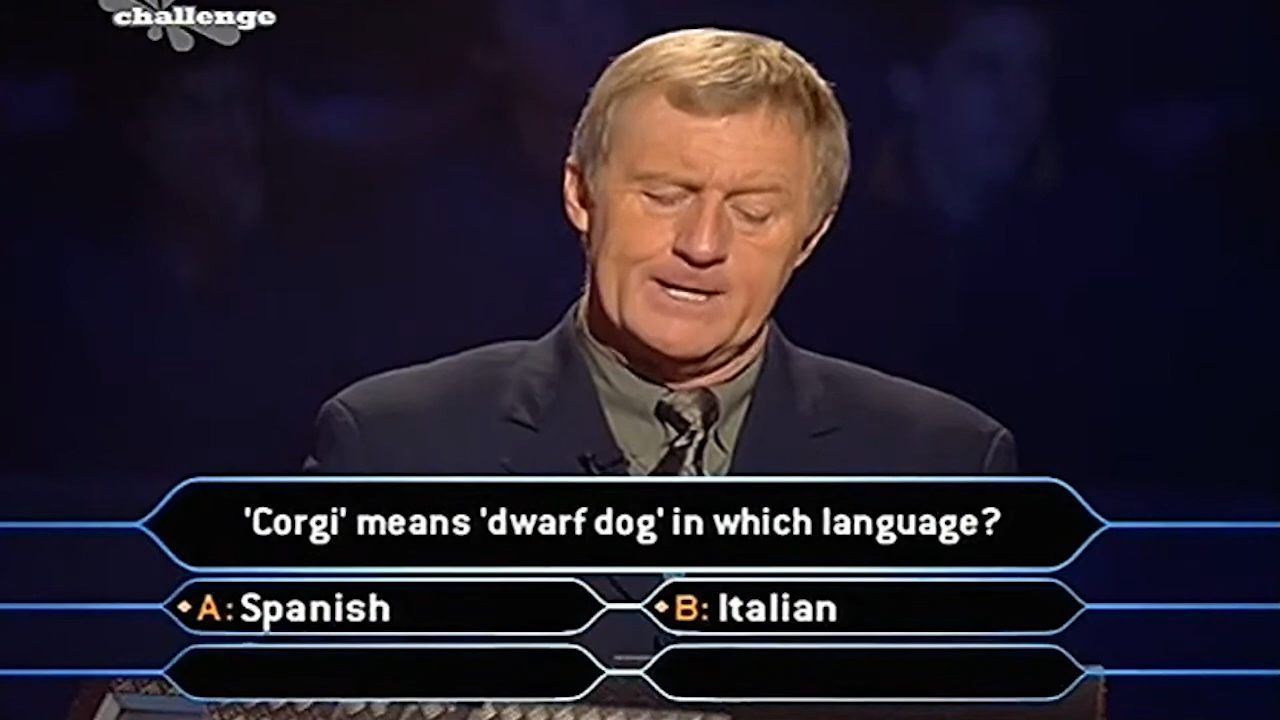 challenge
'Corgi' means 'dwarf dog' in which language?
A: Spanish
B: Italian